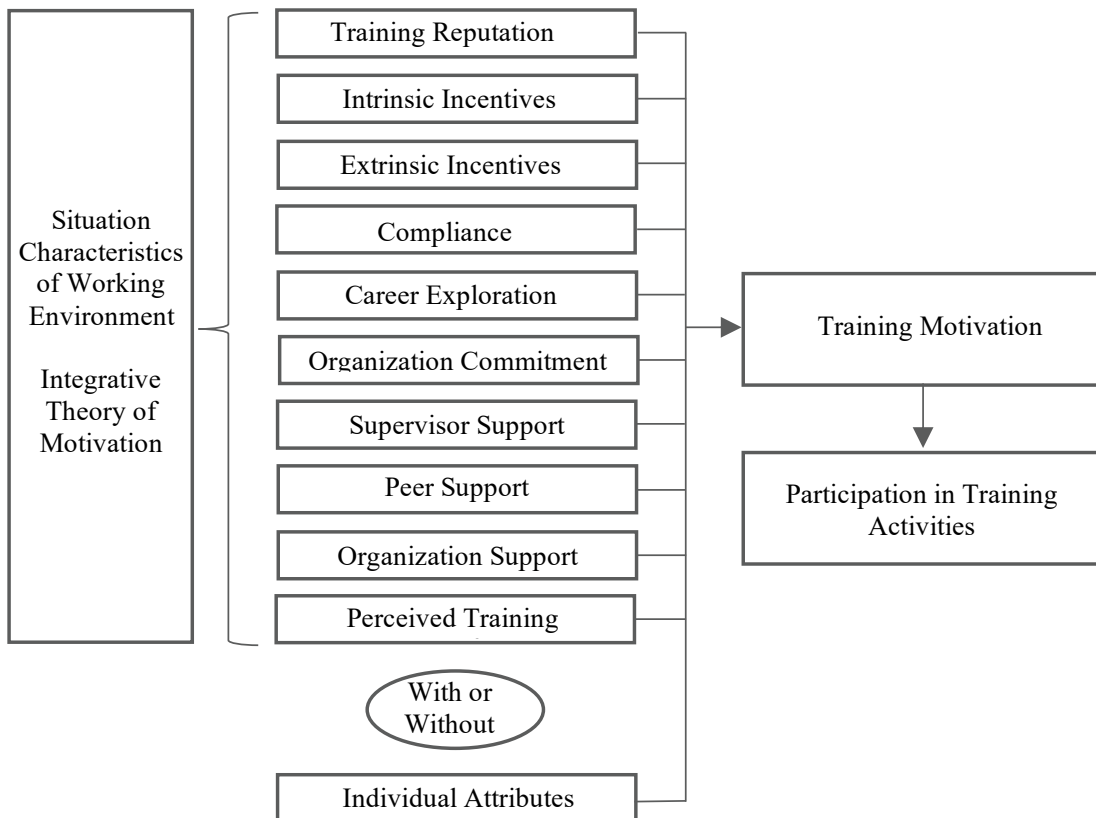 Situation
Characteristics
of Working
Environment
Integrative
Theory of
Motivation
Training Reputation
Intrinsic Incentives
Extrinsic Incentives
Compliance
Career Exploration
Organization Commitment
Supervisor Support
Peer Support
Organization Support
Perceived Training
With or
Without
Individual Attributes
Training Motivation
Participation in Training
Activities